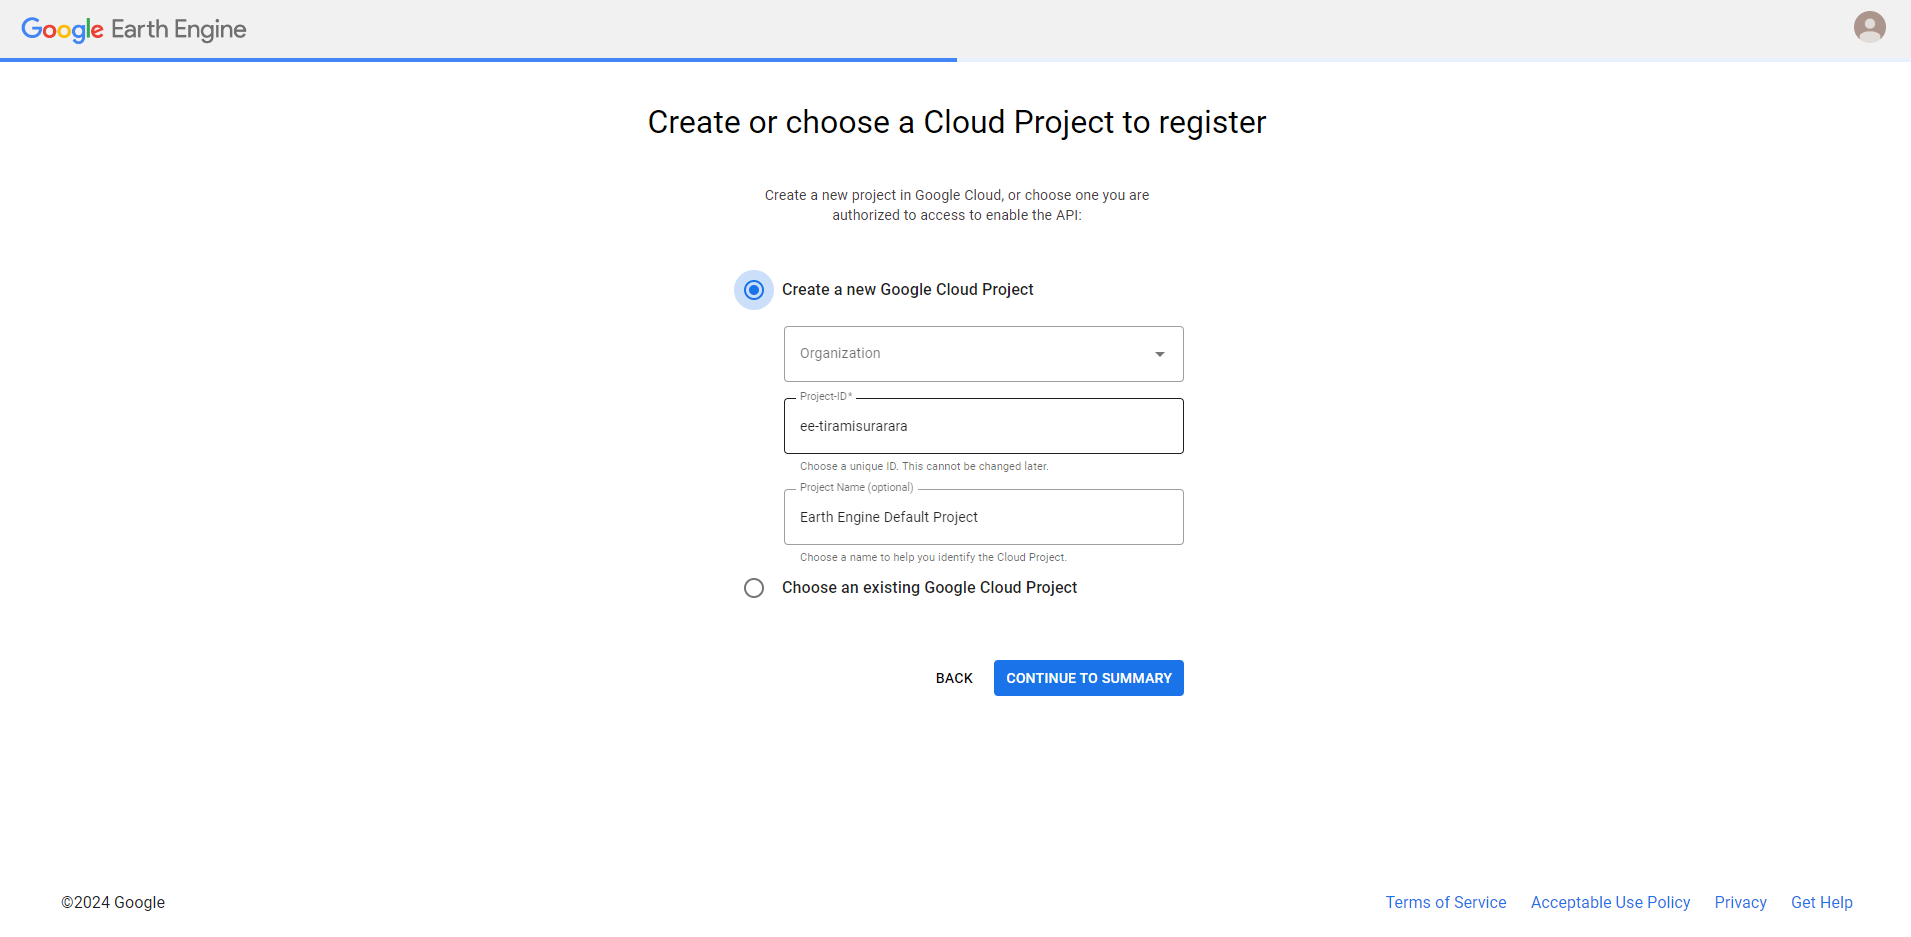 Google Earth Engine
Create or choose a Cloud Project to register
Create a new project in Google Cloud, or choose one you are
authorized to access to enable the API:
Create a new Google Cloud Project
Organization
Project-ID*
ee-tiramisurarara
Choose a unique ID. This cannot be changed later.
Project Name (optional)
Earth Engine Default Project
Choose a name to help you identify the Cloud Project.
Choose an existing Google Cloud Project
BACK CONTINUE TO SUMMARY
©2024 Google Terms of Service Acceptable Use Policy Privacy Get Help